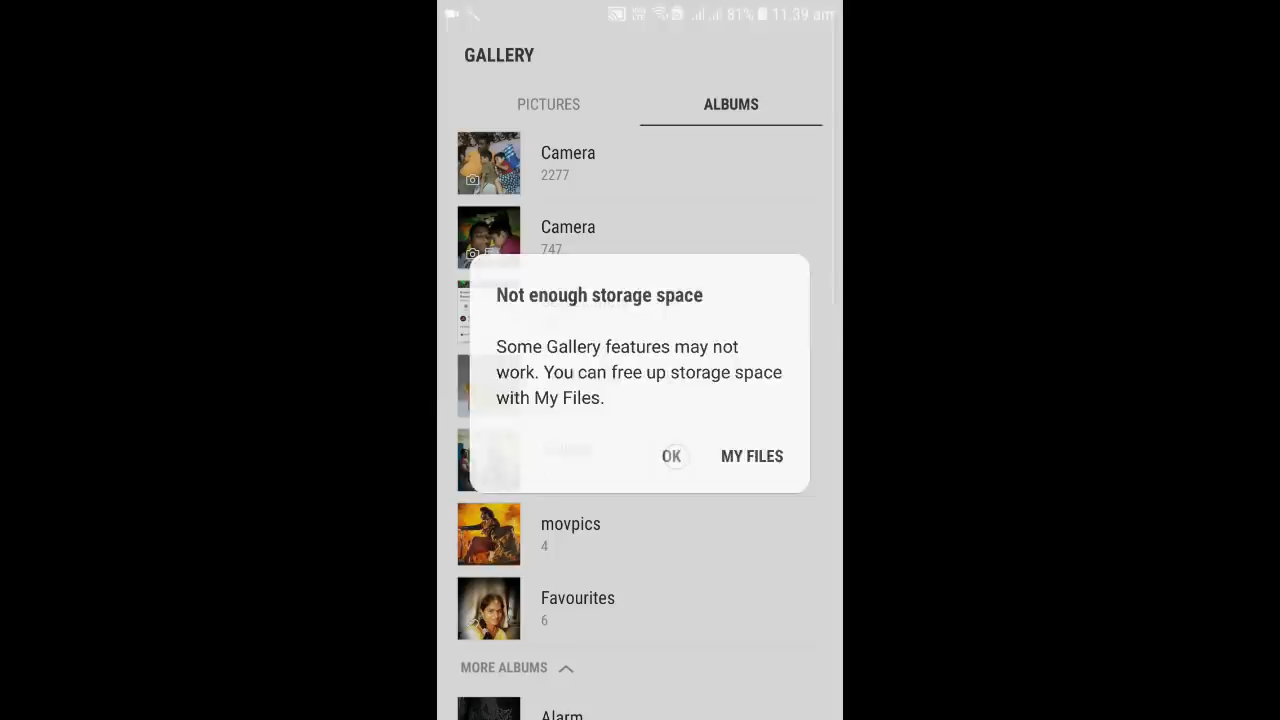 81% 11.39 am
GALLERY
PICTURES
ALBUMS
Camera
2277
Camera
747
Not enough storage space
Some Gallery features may not
work. You can free up storage space
with My Files.
OK
MY FILES
movpics
4
Favourites
6
MORE ALBUMS
Alarm